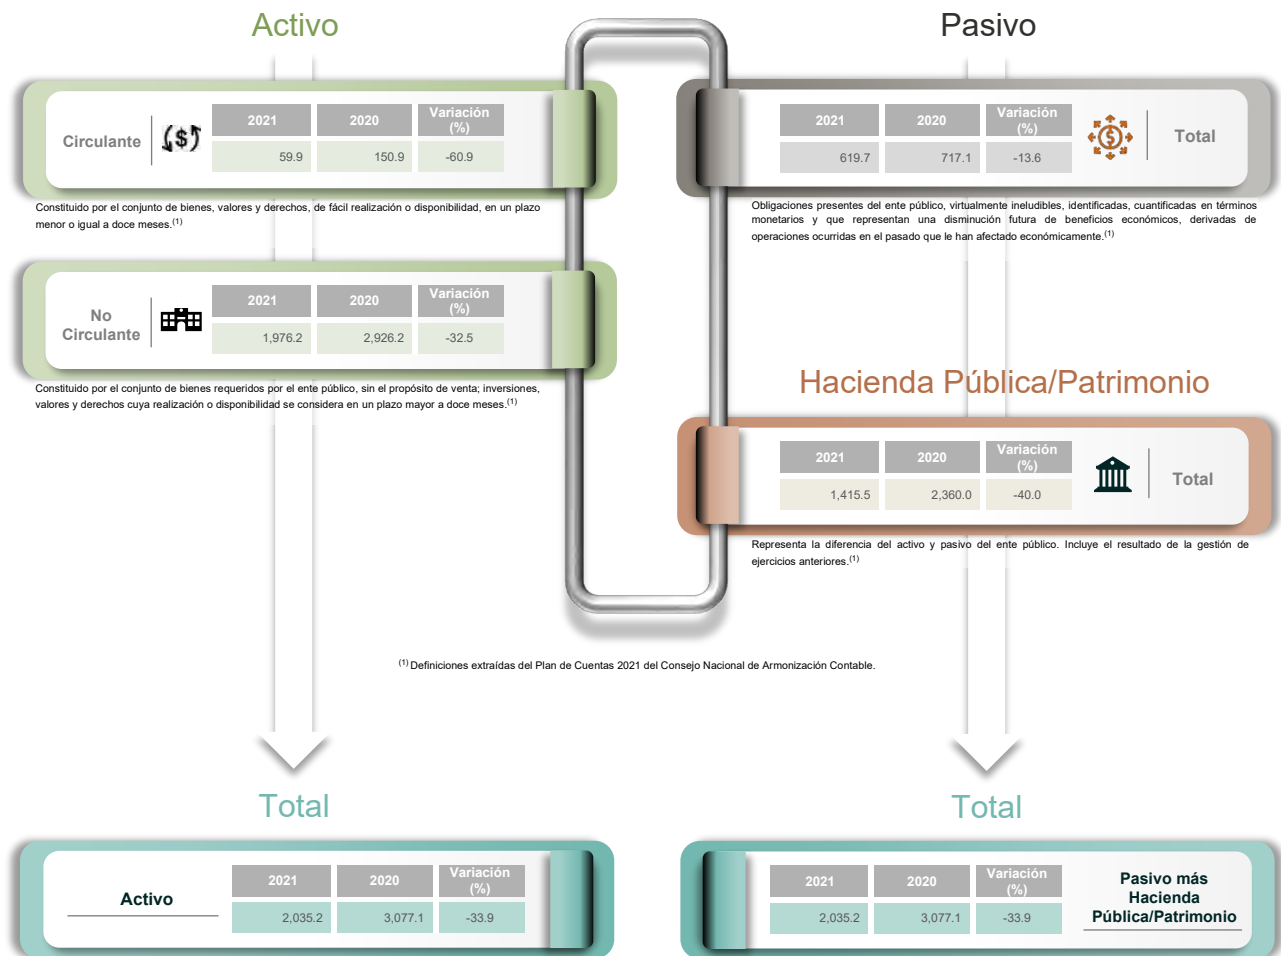 Activo
Circulante
2021 2020 Variación (%)
59.9 150.9 -60.9
Constituido por el conjunto de bienes, valores y derechos, de fácil realización o disponibilidad, en un plazo
menor o igual a doce meses.(1)
No
Circulante
2021 2020 Variación (%)
1,976.2 2,926.2 -32.5
Constituido por el conjunto de bienes requeridos por el ente público, sin el propósito de venta; inversiones,
valores y derechos cuya realización o disponibilidad se considera en un plazo mayor a doce meses.(1)
Pasivo
2021 2020 Variación (%)
619.7 717.1 -13.6
Total
Obligaciones presentes del ente público, virtualmente ineludibles, identificadas, cuantificadas en términos
monetarios y que representan una disminución futura de beneficios económicos, derivadas de
operaciones ocurridas en el pasado que le han afectado económicamente.(1)
Hacienda Pública/Patrimonio
2021 2020 Variación (%)
1,415.5 2,360.0 -40.0
Total
Representa la diferencia del activo y pasivo del ente público. Incluye el resultado de la gestión de
ejercicios anteriores.(1)
(1) Definiciones extraídas del Plan de Cuentas 2021 del Consejo Nacional de Armonización Contable.
Total
Activo
2021 2020 Variación (%)
2,035.2 3,077.1 -33.9
Total
2021 2020 Variación (%)
2,035.2 3,077.1 -33.9
Pasivo más
Hacienda
Pública/Patrimonio